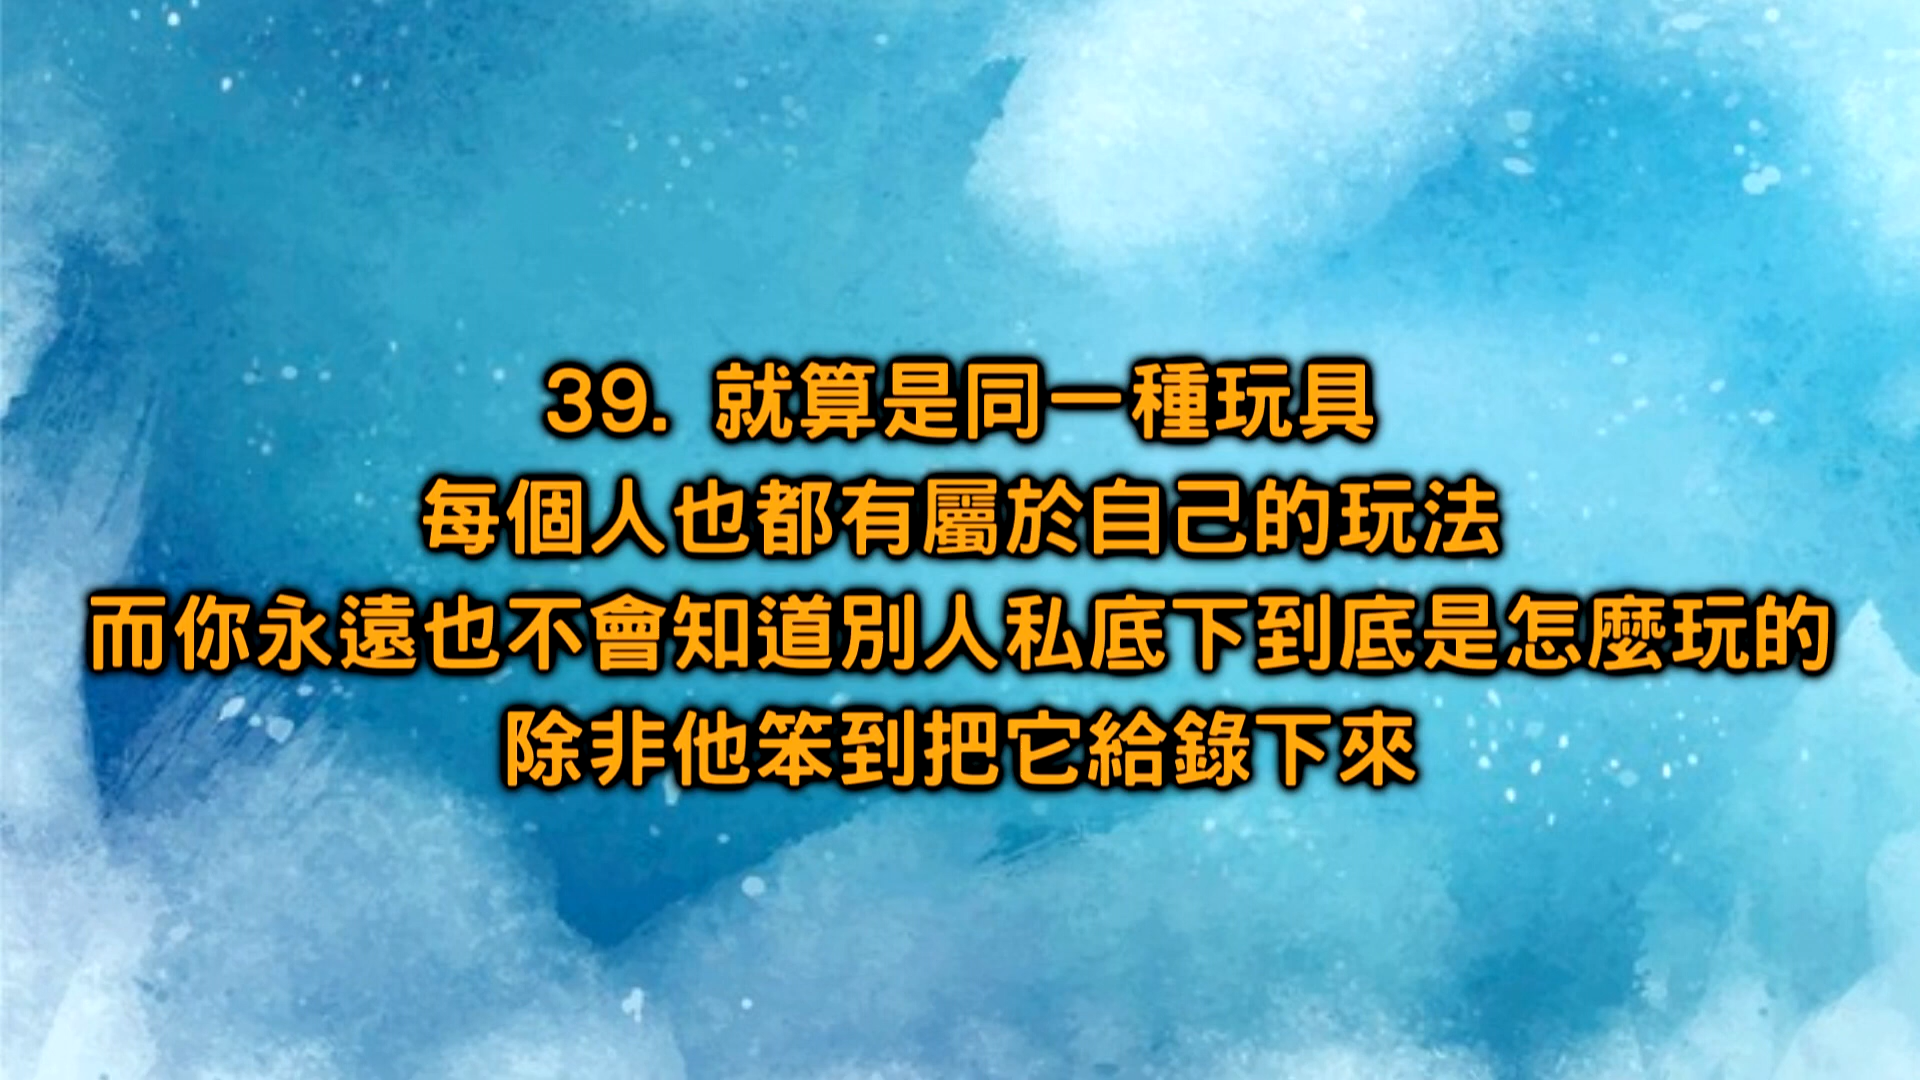 39. 就算是同一種玩具
每個人也都有屬於自己的玩法
而你永遠也不會知道別人私底下到底是怎麼玩的
除非他笨到把它給錄下來